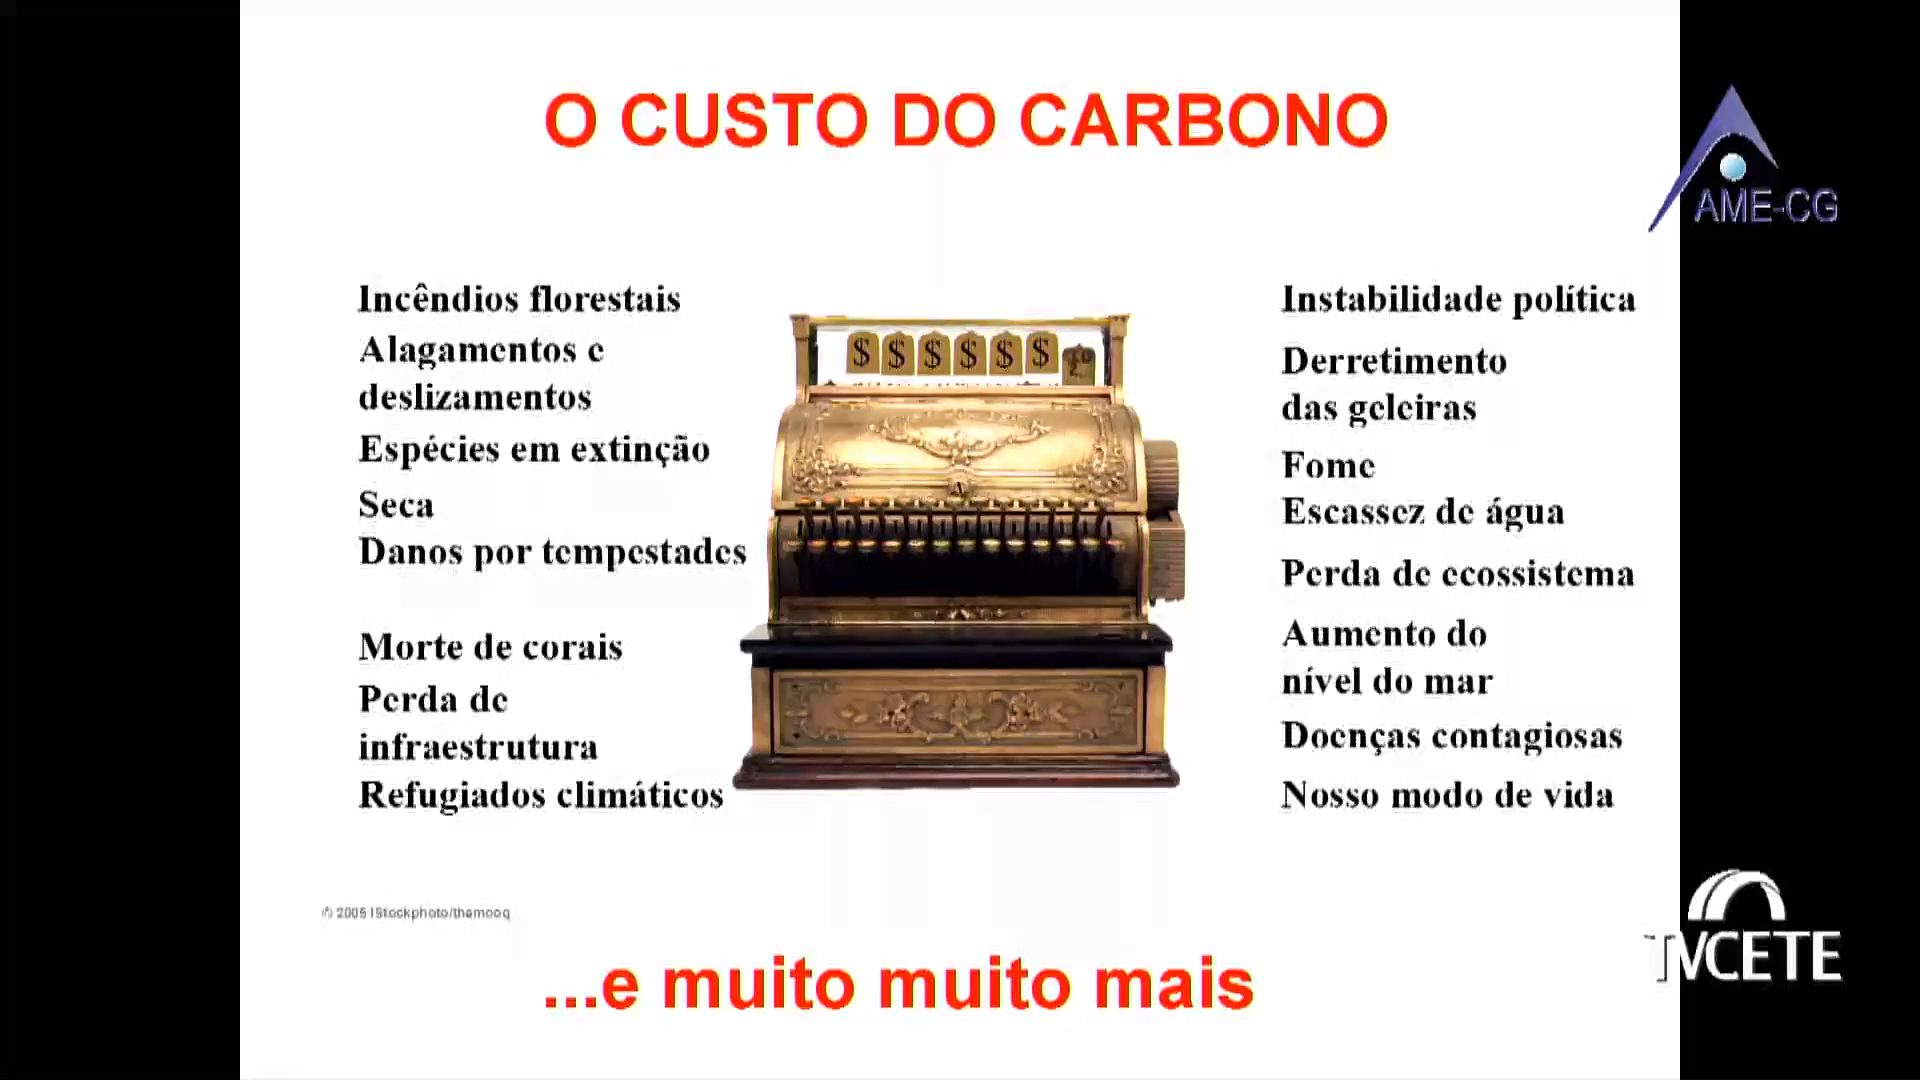 O CUSTO DO CARBONO
AME-CG
Incêndios florestais
Alagamentos e
deslizamentos
Espécies em extinção
Seca
Danos por tempestades
Morte de corais
Perda de
infraestrutura
Refugiados climáticos
$ $ $ $ $ $
Instabilidade política
Derretimento
das geleiras
Fome
Escassez de água
Perda de ecossistema
Aumento do
nível do mar
Doenças contagiosas
Nosso modo de vida
© 2005 iStockphoto/themooq
...e muito muito mais
TVCETE